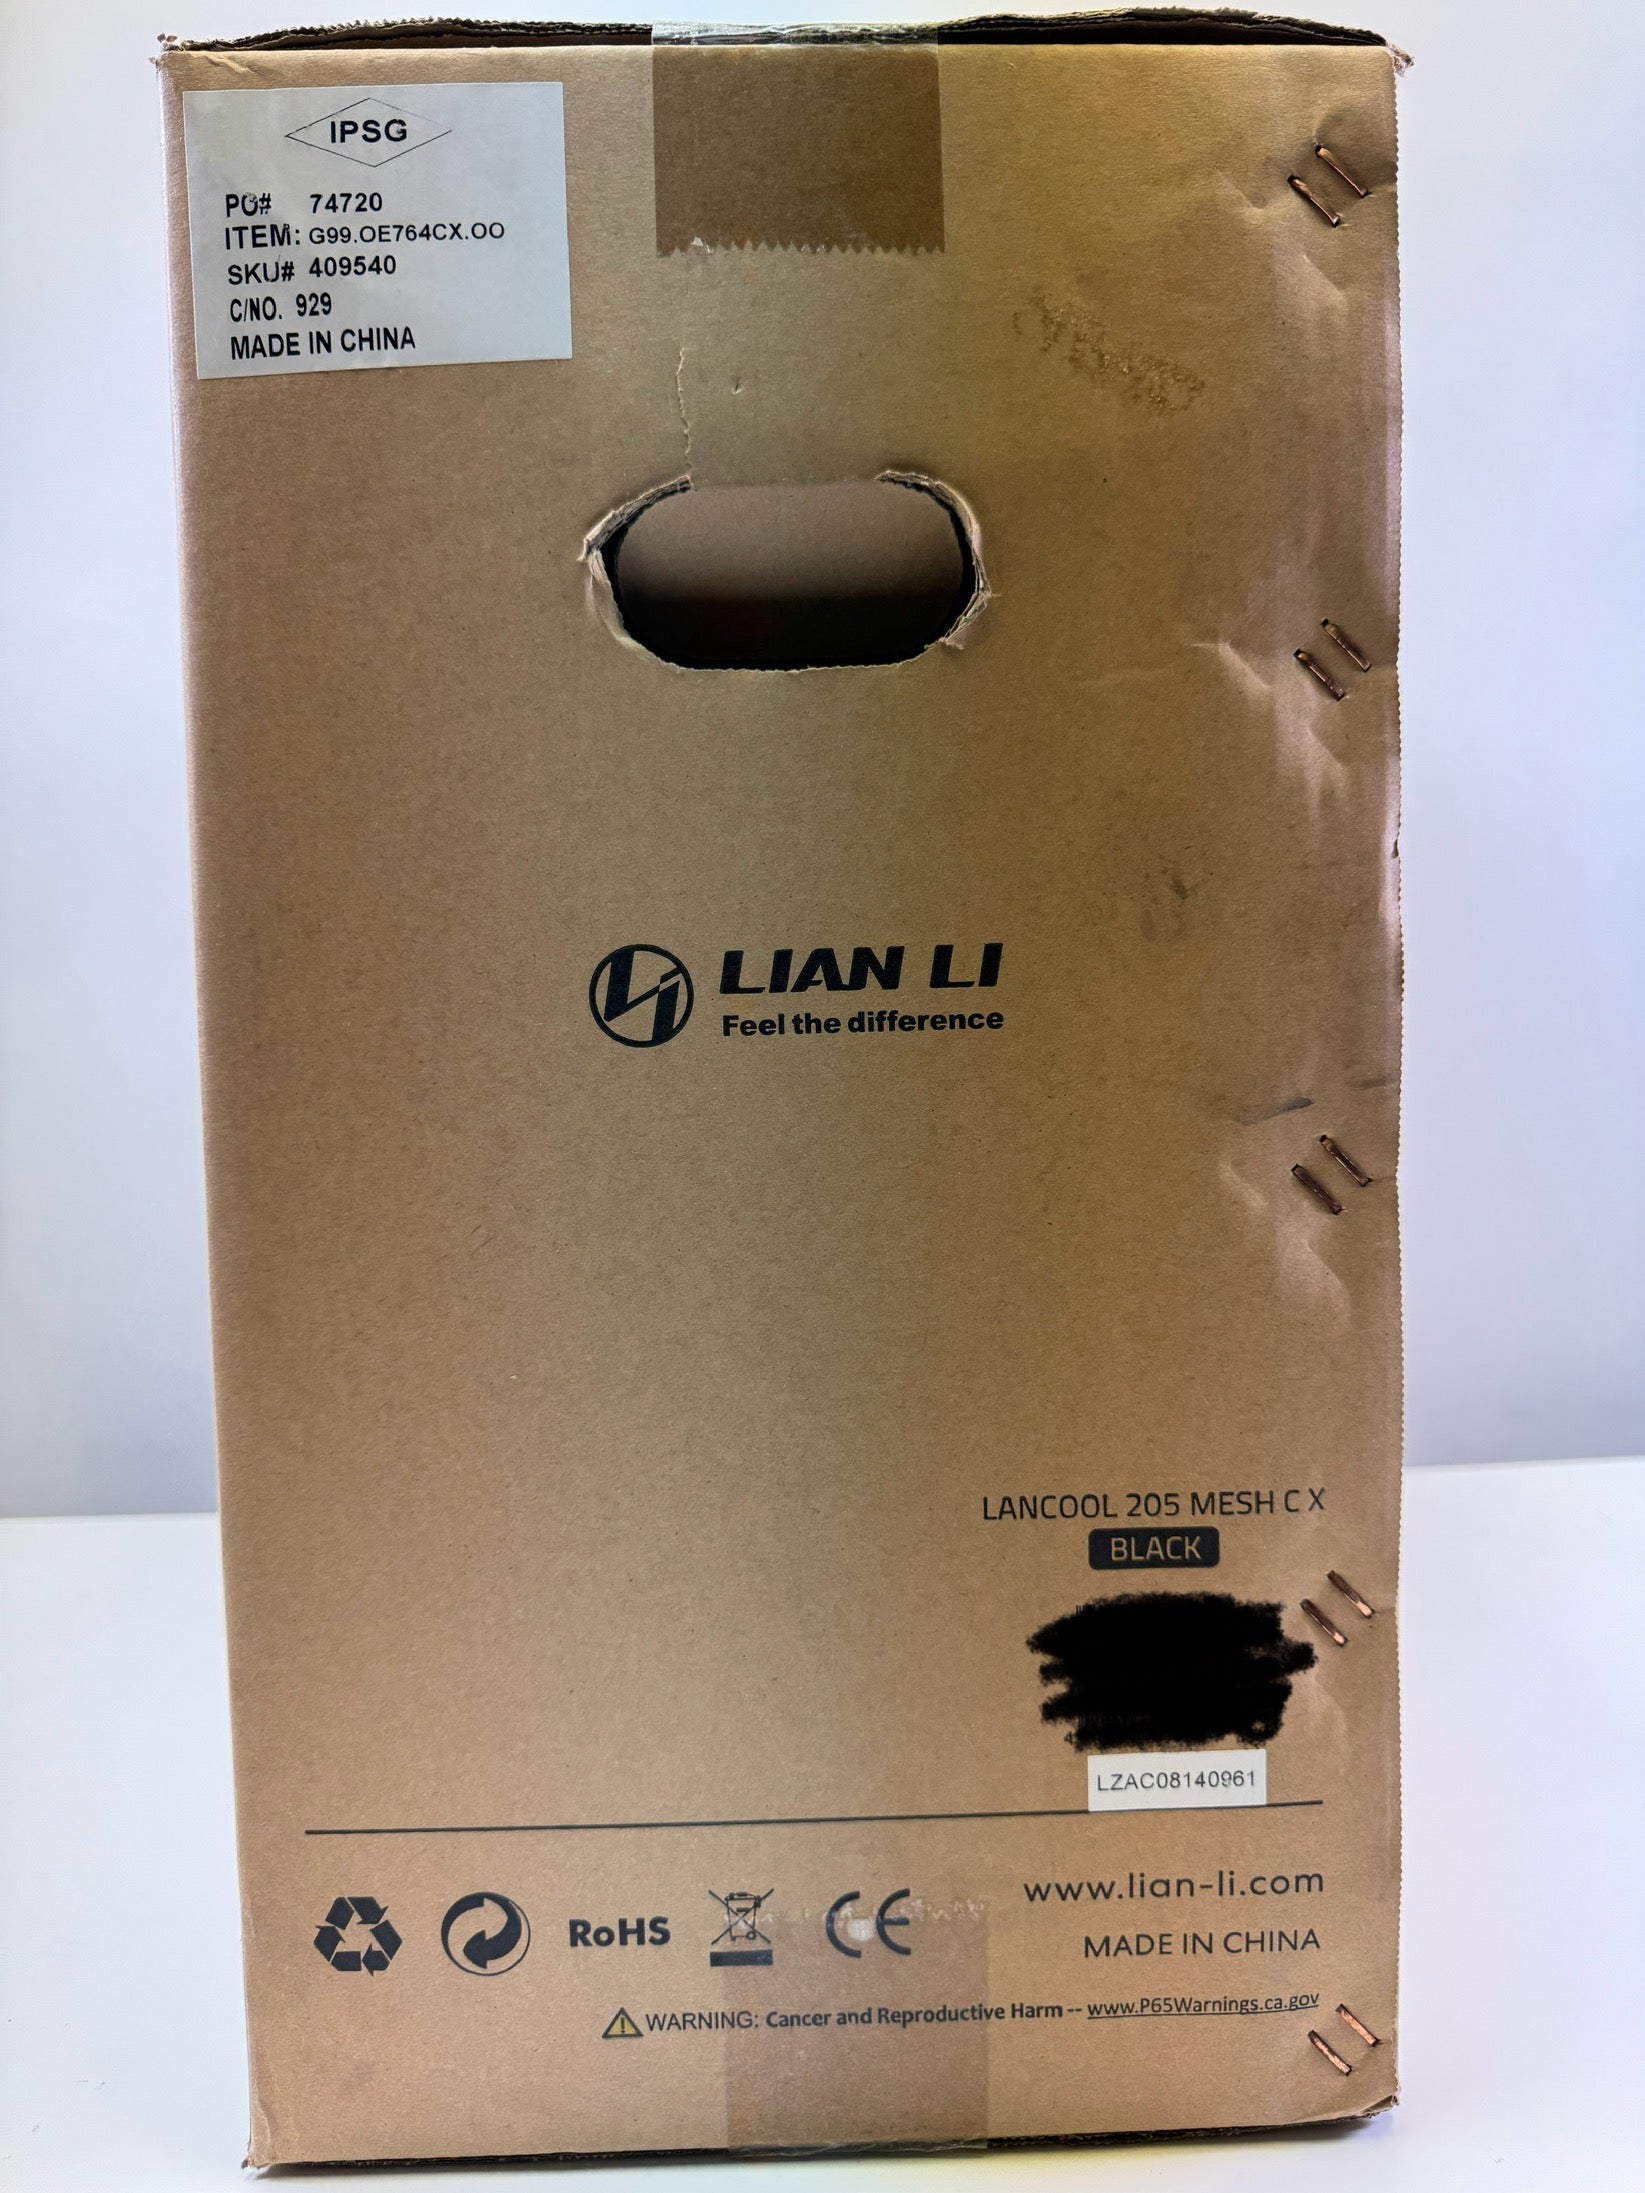 IPSG
PO# 74720
ITEM: G99.OE764CX.OO
SKU# 409540
C/NO. 929
MADE IN CHINA
LIAN LI
Feel the difference
LANCOOL 205 MESH C X
BLACK
LZAC08140961
RoHS
CE
www.lian-li.com
MADE IN CHINA
WARNING: Cancer and Reproductive Harm -- www.P65Warnings.ca.gov